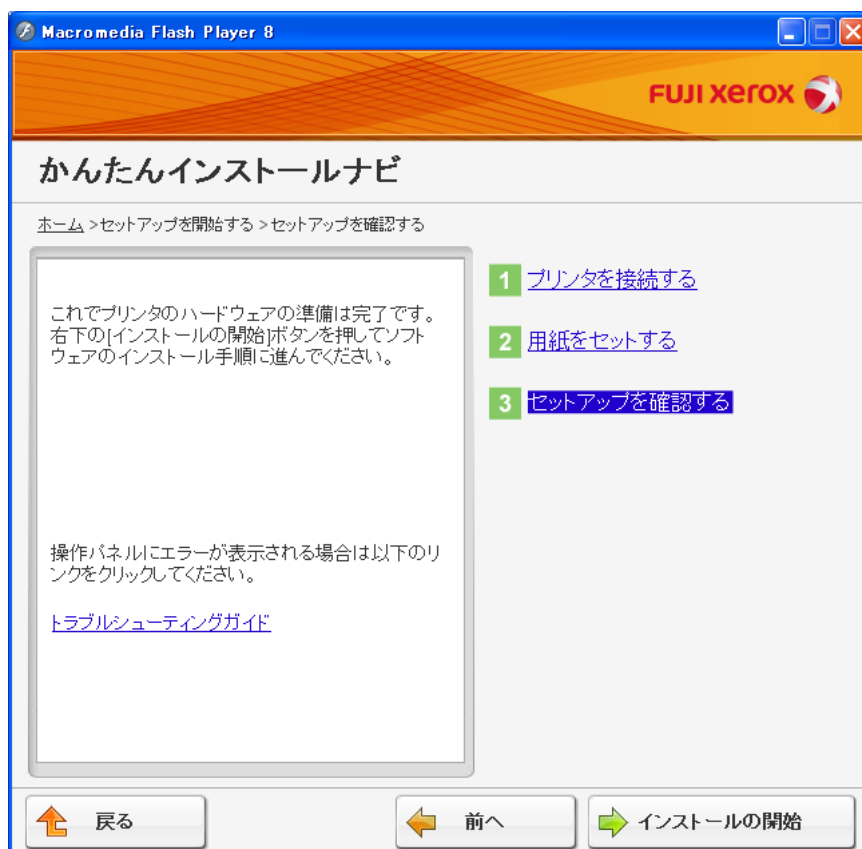 Macromedia Flash Player 8
FUJI xerox
かんたんインストールナビ
ホーム >セットアップを開始する >セットアップを確認する
これでプリンタのハードウェアの準備は完了です。
右下の[インストールの開始]ボタンを押してソフト
ウェアのインストール手順に進んでください。
操作パネルにエラーが表示される場合は以下のリ
ンクをクリックしてください。
トラブルシューティングガイド
1 プリンタを接続する
2 用紙をセットする
3 セットアップを確認する
戻る
前へ
インストールの開始